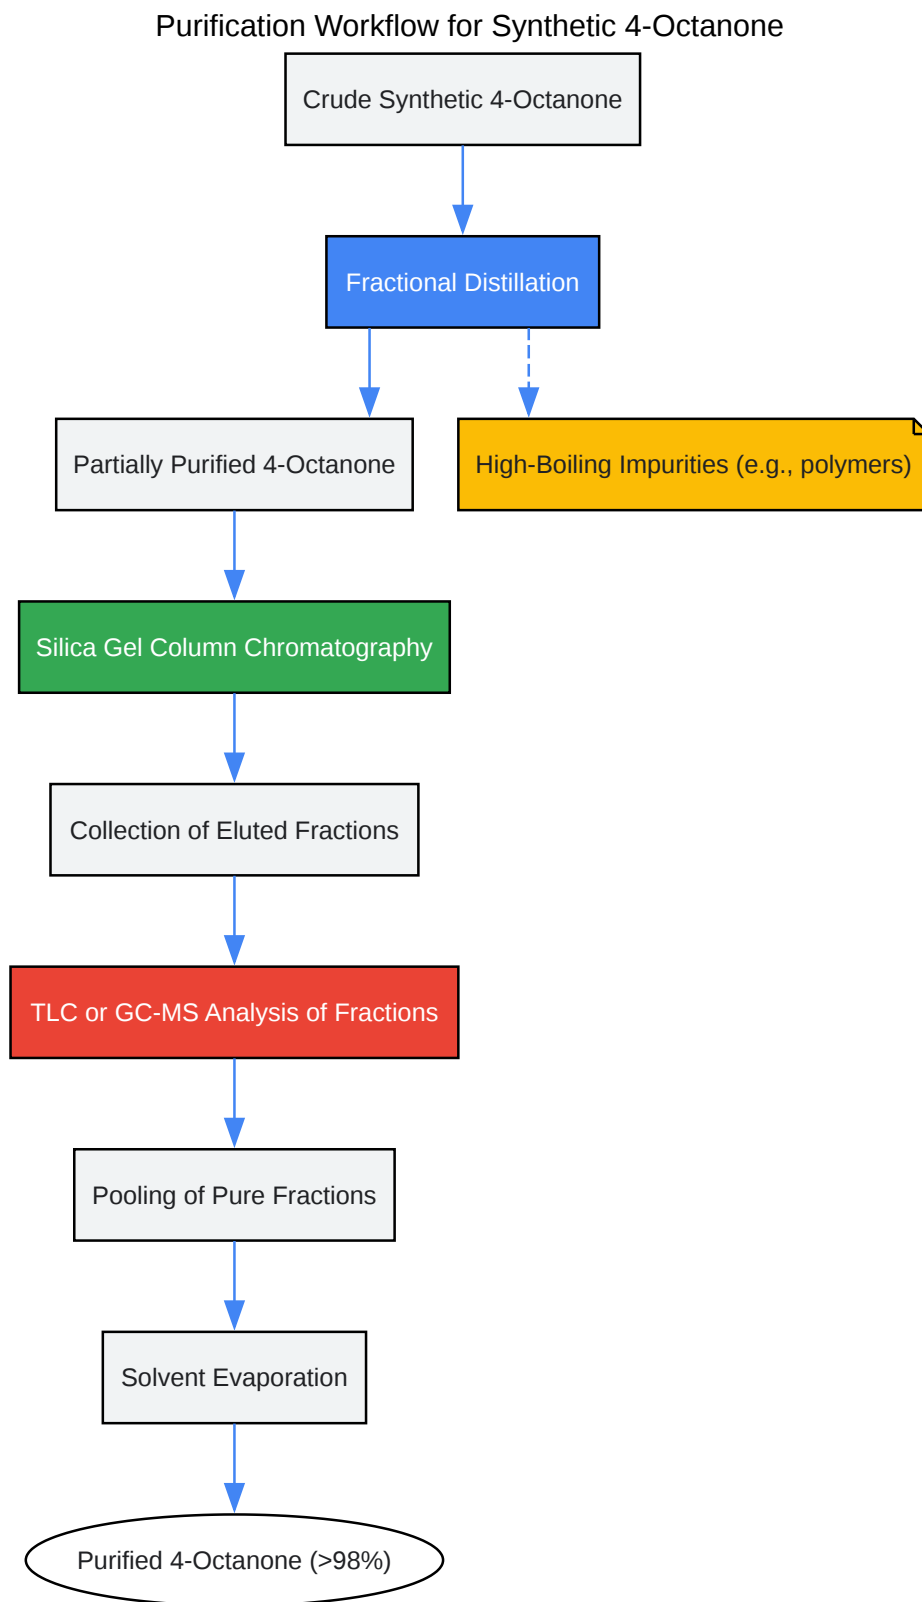 Purification Workflow for Synthetic 4-Octanone
Crude Synthetic 4-Octanone
Fractional Distillation
Partially Purified 4-Octanone
High-Boiling Impurities (e.g., polymers)
Silica Gel Column Chromatography
Collection of Eluted Fractions
TLC or GC-MS Analysis of Fractions
Pooling of Pure Fractions
Solvent Evaporation
Purified 4-Octanone (>98%)